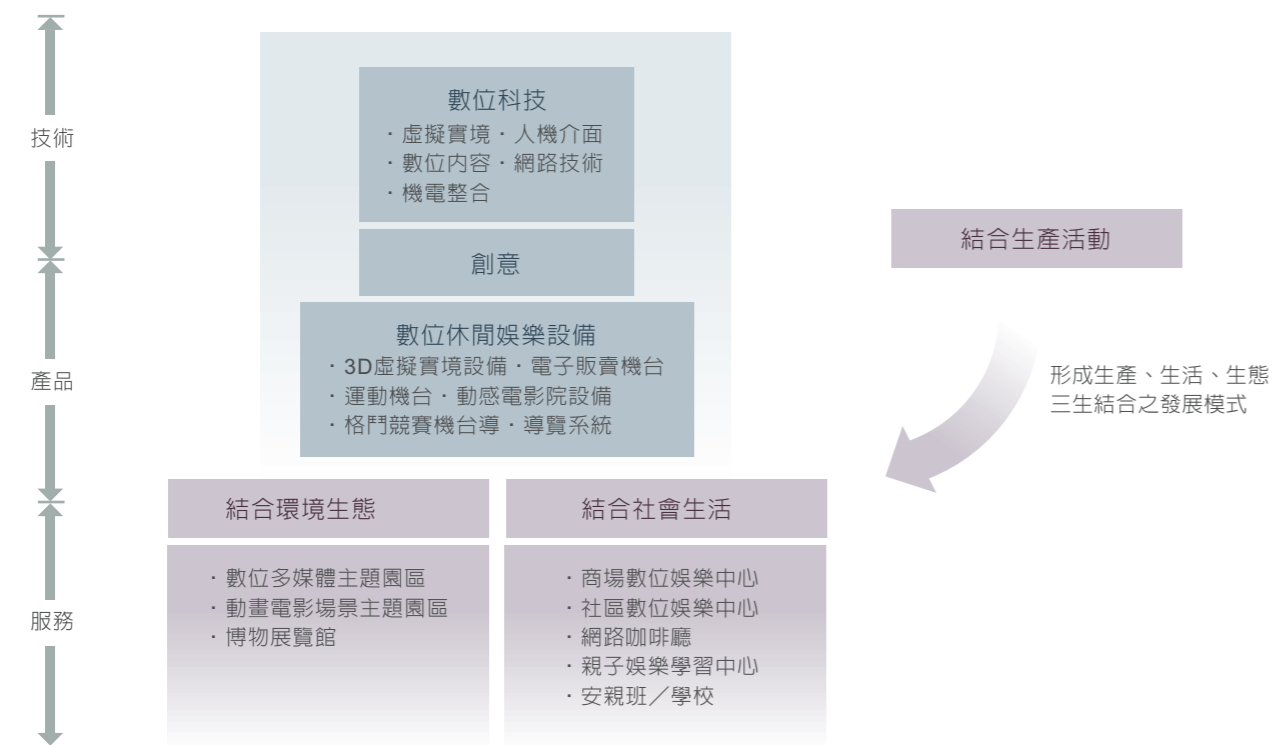 技術
產品
服務
數位科技
・虛擬實境・人機介面
・數位內容・網路技術
・機電整合
創意
數位休閒娛樂設備
・3D虛擬實境設備・電子販賣機台
・運動機台・動感電影院設備
・格鬥競賽機台導・導覽系統
結合環境生態
・數位多媒體主題園區
・動畫電影場景主題園區
・博物展覽館
結合社會生活
・商場數位娛樂中心
・社區數位娛樂中心
・網路咖啡廳
・親子娛樂學習中心
・安親班／學校
結合生產活動
形成生產、生活、生態
三生結合之發展模式